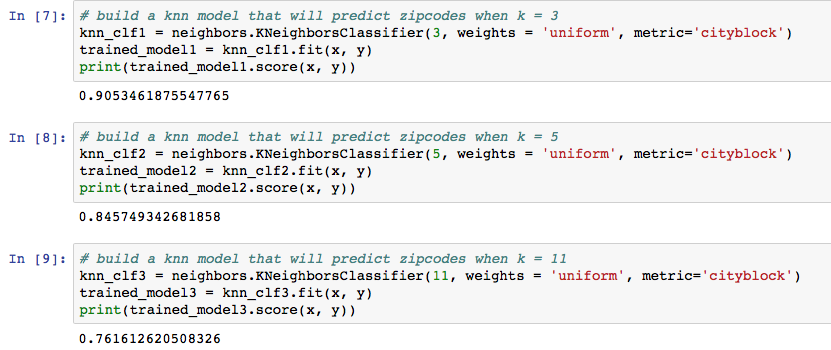 In [7]: # build a knn model that will predict zipcodes when k = 3
knn_clf1 = neighbors.KNeighborsClassifier(3, weights = 'uniform', metric='cityblock')
trained_model1 = knn_clf1.fit(x, y)
print(trained_model1.score(x, y))
0.9053461875547765
In [8]: # build a knn model that will predict zipcodes when k = 5
knn_clf2 = neighbors.KNeighborsClassifier(5, weights = 'uniform', metric='cityblock')
trained_model2 = knn_clf2.fit(x, y)
print(trained_model2.score(x, y))
0.845749342681858
In [9]: # build a knn model that will predict zipcodes when k = 11
knn_clf3 = neighbors.KNeighborsClassifier(11, weights = 'uniform', metric='cityblock')
trained_model3 = knn_clf3.fit(x, y)
print(trained_model3.score(x, y))
0.761612620508326